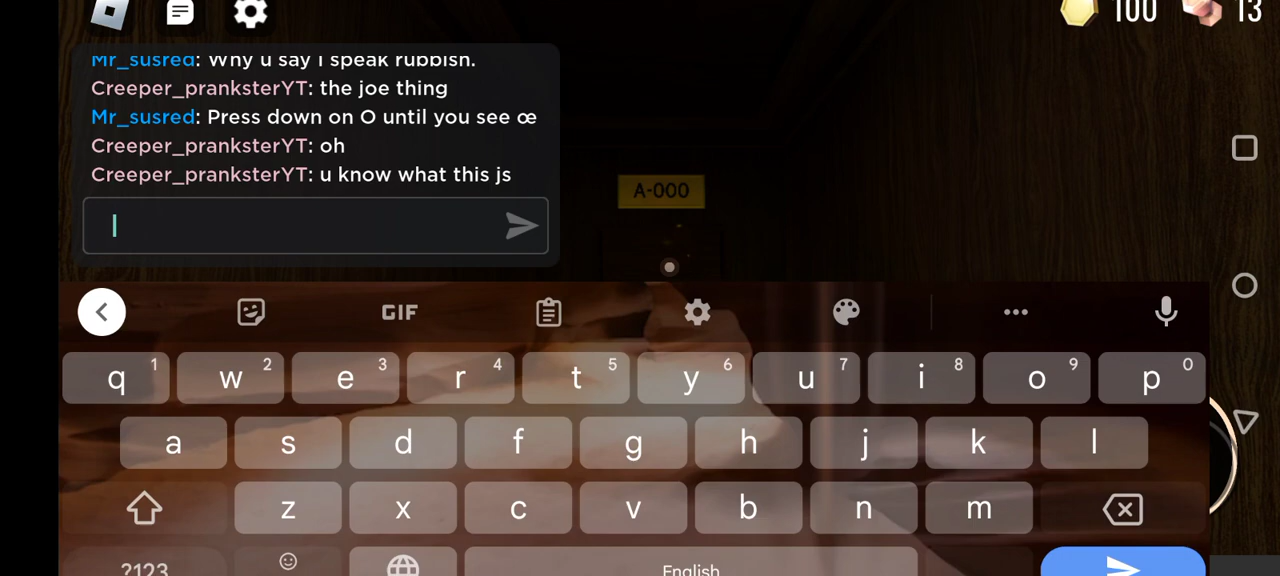 100
13
Mr_susred: Why u say i speak rubbish.
Creeper_pranksterYT: the joe thing
Mr_susred: Press down on O until you see œ
Creeper_pranksterYT: oh
Creeper_pranksterYT: u know what this js
A-000
GIF
q 1 w 2 e 3 r 4 t 5 y 6 u 7 i 8 o 9 p 0
a s d f g h j k l
z x c v b n m
?123 English